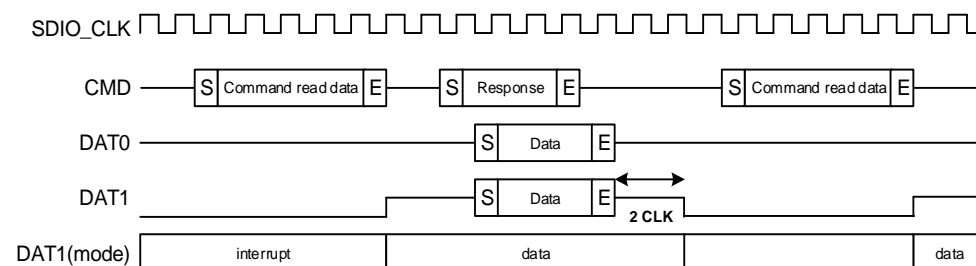 SDIO_CLK
CMD S Command read data E S Response E S Command read data E
DAT0 S Data E
DAT1 S Data E 2 CLK
DAT1(mode) interrupt data data